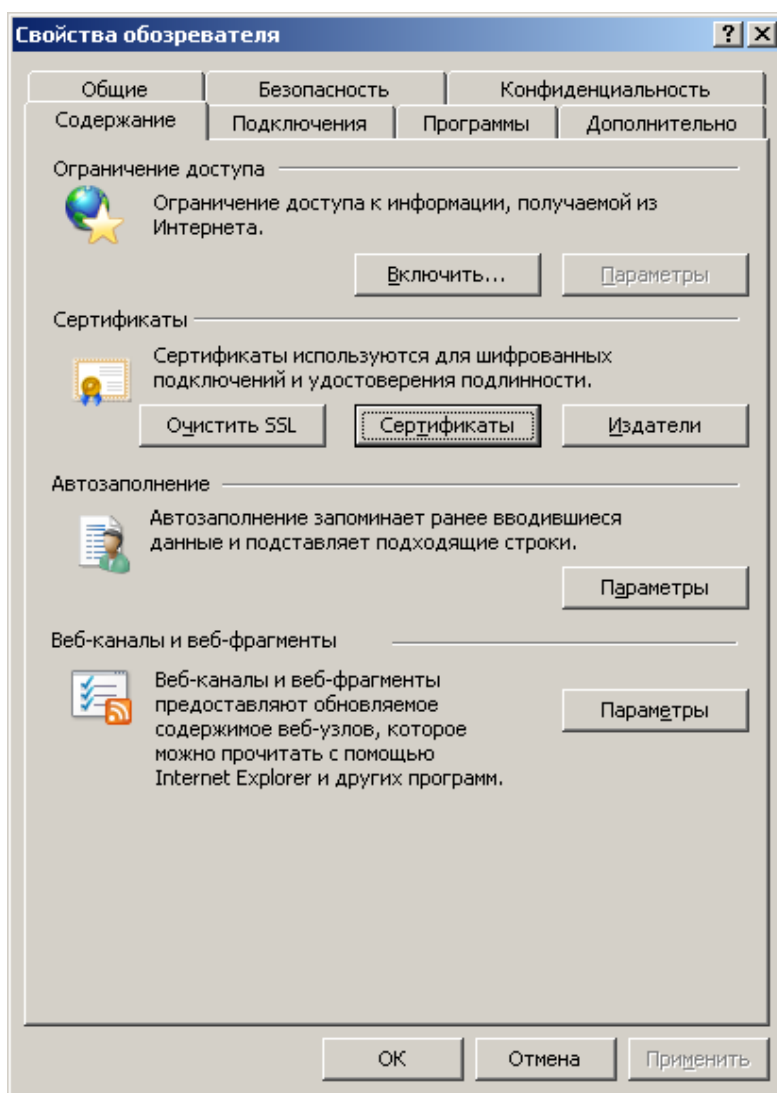 Свойства обозревателя
Общие Безопасность Конфиденциальность
Содержание Подключения Программы Дополнительно
Ограничение доступа
Ограничение доступа к информации, получаемой из
Интернета.
Включить... Параметры
Сертификаты
Сертификаты используются для шифрованных
подключений и удостоверения подлинности.
Очистить SSL Сертификаты Издатели
Автозаполнение
Автозаполнение запоминает ранее вводившиеся
данные и подставляет подходящие строки.
Параметры
Веб-каналы и веб-фрагменты
Веб-каналы и веб-фрагменты
предоставляют обновляемое
содержимое веб-узлов, которое
можно прочитать с помощью
Internet Explorer и других программ.
Параметры
ОК Отмена Применить